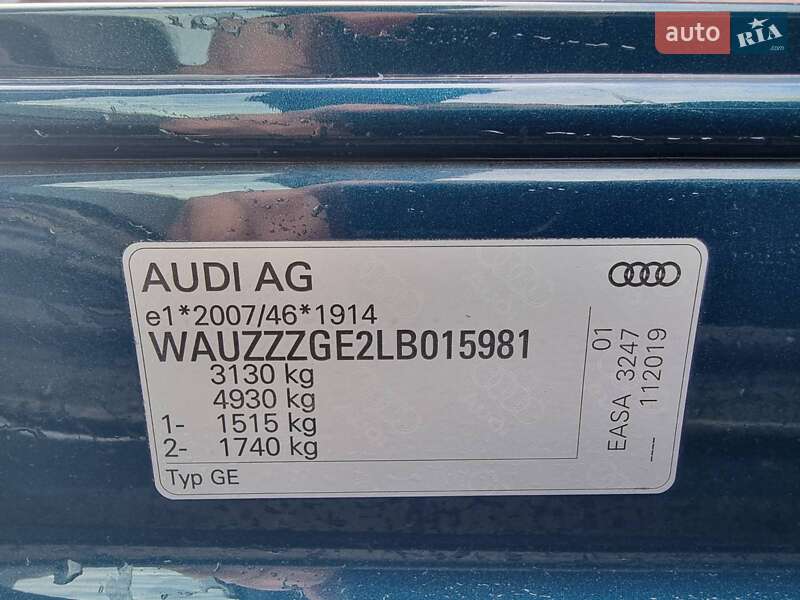 auto RIA
.com
AUDI AG
e1*2007/46*1914
WAUZZZGE2LB015981
3130 kg
4930 kg
1- 1515 kg
2- 1740 kg
Typ GE
01
EASA 3247
112019